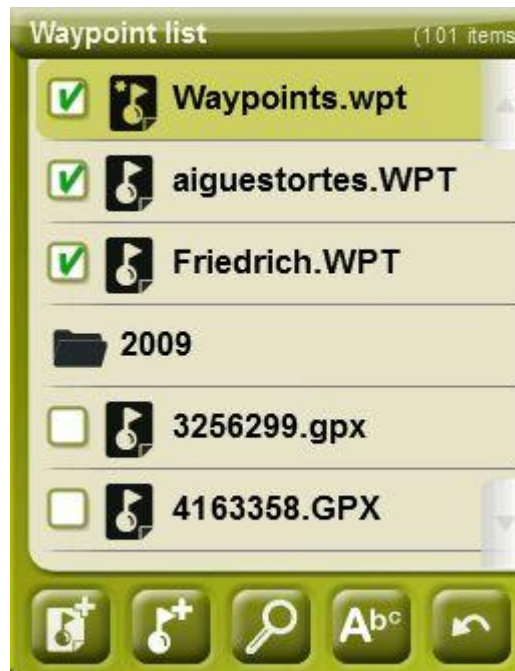 Waypoint list (101 items
Waypoints.wpt
aiguestortes.WPT
Friedrich.WPT
2009
3256299.gpx
4163358.GPX
Abc